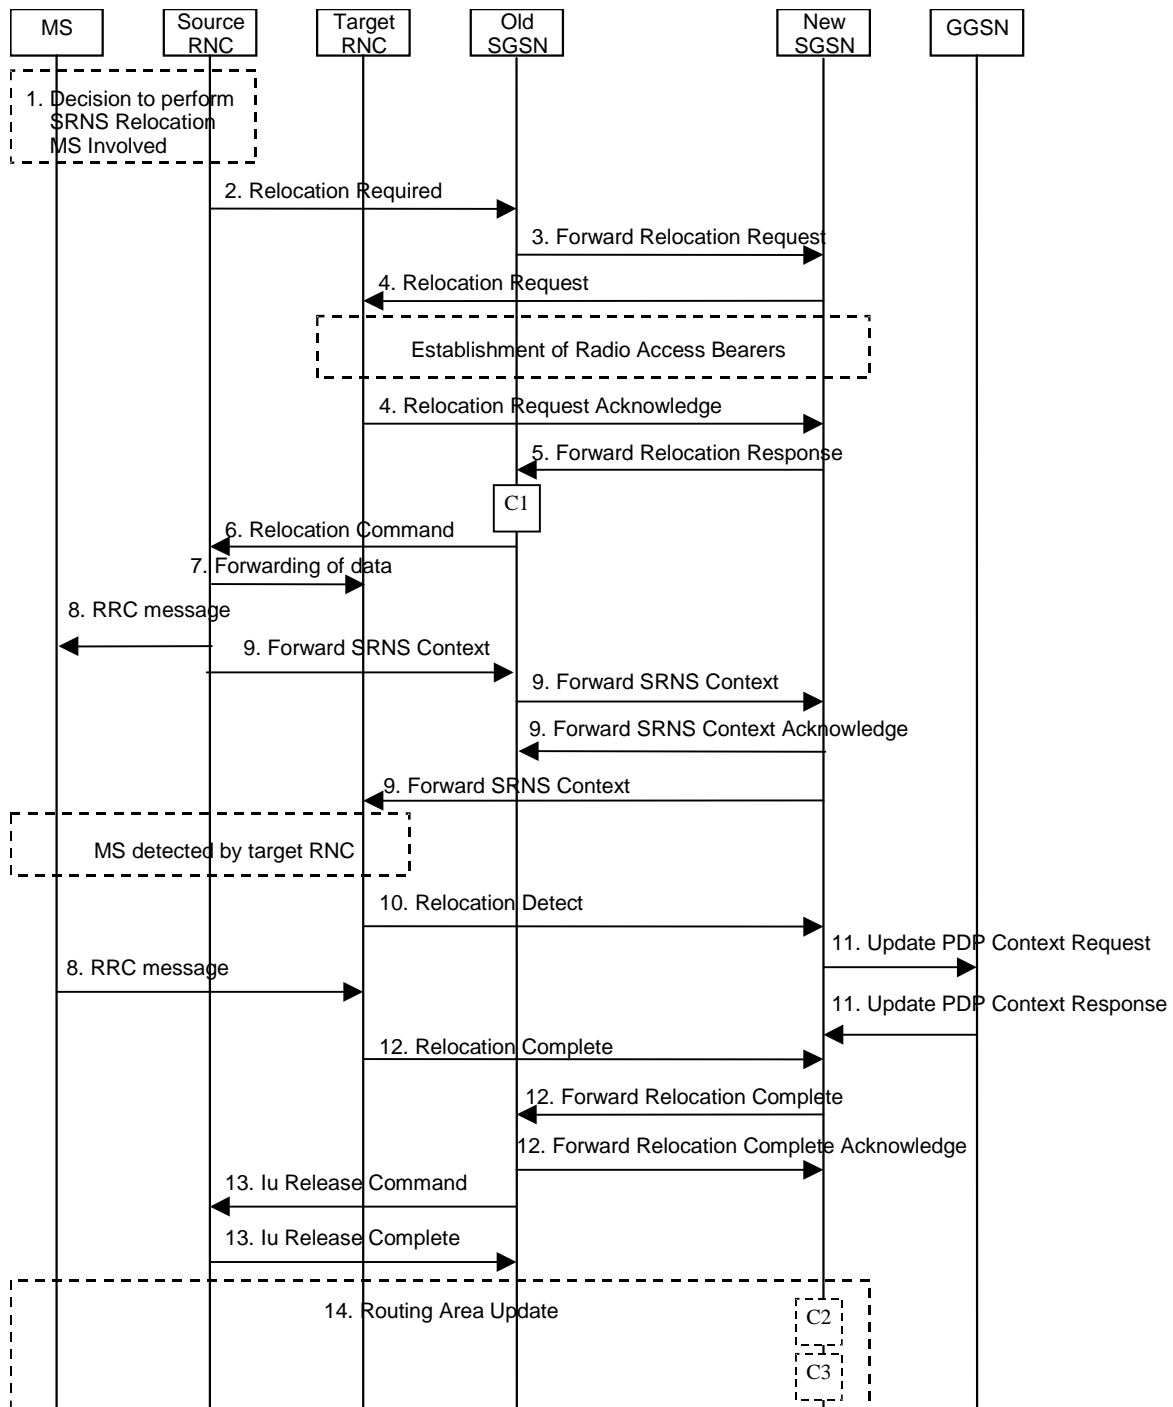 MS
Source
RNC
Target
RNC
Old
SGSN
New
SGSN
GGSN
1. Decision to perform
SRNS Relocation
MS Involved
2. Relocation Required
3. Forward Relocation Request
4. Relocation Request
Establishment of Radio Access Bearers
4. Relocation Request Acknowledge
5. Forward Relocation Response
C1
6. Relocation Command
7. Forwarding of data
8. RRC message
9. Forward SRNS Context
9. Forward SRNS Context
9. Forward SRNS Context Acknowledge
9. Forward SRNS Context
MS detected by target RNC
10. Relocation Detect
11. Update PDP Context Request
8. RRC message
11. Update PDP Context Response
12. Relocation Complete
12. Forward Relocation Complete
12. Forward Relocation Complete Acknowledge
13. Iu Release Command
13. Iu Release Complete
14. Routing Area Update
C2
C3